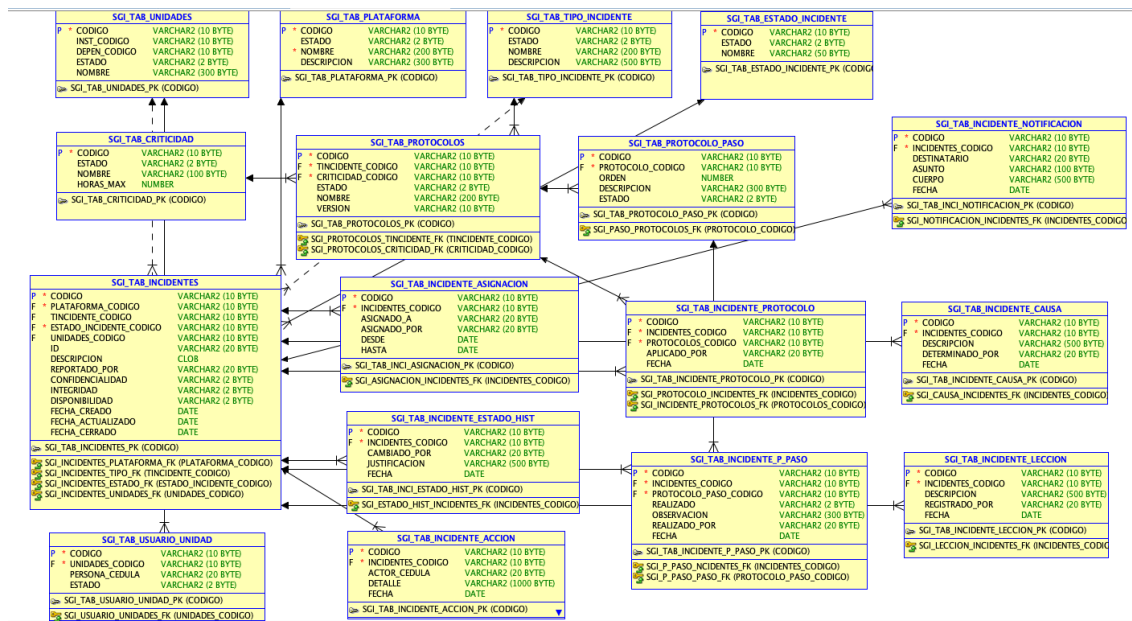 SGI_TAB_UNIDADES
P * CODIGO VARCHAR2 (10 BYTE)
INST_CODIGO VARCHAR2 (10 BYTE)
DEPEN_CODIGO VARCHAR2 (10 BYTE)
ESTADO VARCHAR2 (2 BYTE)
NOMBRE VARCHAR2 (300 BYTE)
SGI_TAB_UNIDADES_PK (CODIGO)
SGI_TAB_PLATAFORMA
P * CODIGO VARCHAR2 (10 BYTE)
ESTADO VARCHAR2 (2 BYTE)
* NOMBRE VARCHAR2 (200 BYTE)
DESCRIPCION VARCHAR2 (300 BYTE)
SGI_TAB_PLATAFORMA_PK (CODIGO)
SGI_TAB_TIPO_INCIDENTE
P * CODIGO VARCHAR2 (10 BYTE)
ESTADO VARCHAR2 (2 BYTE)
NOMBRE VARCHAR2 (200 BYTE)
DESCRIPCION VARCHAR2 (500 BYTE)
SGI_TAB_TIPO_INCIDENTE_PK (CODIGO)
SGI_TAB_ESTADO_INCIDENTE
P * CODIGO VARCHAR2 (10 BYTE)
ESTADO VARCHAR2 (2 BYTE)
NOMBRE VARCHAR2 (50 BYTE)
SGI_TAB_ESTADO_INCIDENTE_PK (CODIG
SGI_TAB_CRITICIDAD
P * CODIGO VARCHAR2 (10 BYTE)
ESTADO VARCHAR2 (2 BYTE)
NOMBRE VARCHAR2 (100 BYTE)
HORAS_MAX NUMBER
SGI_TAB_CRITICIDAD_PK (CODIGO)
SGI_TAB_PROTOCOLOS
P * CODIGO VARCHAR2 (10 BYTE)
F * TINCIDENTE_CODIGO VARCHAR2 (10 BYTE)
F * CRITICIDAD_CODIGO VARCHAR2 (10 BYTE)
ESTADO VARCHAR2 (2 BYTE)
NOMBRE VARCHAR2 (200 BYTE)
VERSION VARCHAR2 (10 BYTE)
SGI_TAB_PROTOCOLOS_PK (CODIGO)
SGI_PROTOCOLOS_TINCIDENTE_FK (TINCIDENTE_CODIGO)
SGI_PROTOCOLOS_CRITICIDAD_FK (CRITICIDAD_CODIGO)
SGI_TAB_PROTOCOLO_PASO
P * CODIGO VARCHAR2 (10 BYTE)
F * PROTOCOLO_CODIGO VARCHAR2 (10 BYTE)
ORDEN NUMBER
DESCRIPCION VARCHAR2 (300 BYTE)
ESTADO VARCHAR2 (2 BYTE)
SGI_TAB_PROTOCOLO_PASO_PK (CODIGO)
SGI_PASO_PROTOCOLOS_FK (PROTOCOLO_CODIGO)
SGI_TAB_INCIDENTE_NOTIFICACION
P * CODIGO VARCHAR2 (10 BYTE)
F * INCIDENTES_CODIGO VARCHAR2 (10 BYTE)
DESTINATARIO VARCHAR2 (20 BYTE)
ASUNTO VARCHAR2 (100 BYTE)
CUERPO VARCHAR2 (500 BYTE)
FECHA DATE
SGI_TAB_INCI_NOTIFICACION_PK (CODIGO)
SGI_NOTIFICACION_INCIDENTES_FK (INCIDENTES_CODIGO
SGI_TAB_INCIDENTES
P * CODIGO VARCHAR2 (10 BYTE)
F * PLATAFORMA_CODIGO VARCHAR2 (10 BYTE)
F TINCIDENTE_CODIGO VARCHAR2 (10 BYTE)
F * ESTADO_INCIDENTE_CODIGO VARCHAR2 (10 BYTE)
F UNIDADES_CODIGO VARCHAR2 (10 BYTE)
ID VARCHAR2 (20 BYTE)
DESCRIPCION CLOB
REPORTADO_POR VARCHAR2 (20 BYTE)
CONFIDENCIALIDAD VARCHAR2 (2 BYTE)
INTEGRIDAD VARCHAR2 (2 BYTE)
DISPONIBILIDAD VARCHAR2 (2 BYTE)
FECHA_CREADO DATE
FECHA_ACTUALIZADO DATE
FECHA_CERRADO DATE
SGI_TAB_INCIDENTES_PK (CODIGO)
SGI_INCIDENTES_PLATAFORMA_FK (PLATAFORMA_CODIGO)
SGI_INCIDENTES_TIPO_FK (TINCIDENTE_CODIGO)
SGI_INCIDENTES_ESTADO_FK (ESTADO_INCIDENTE_CODIGO)
SGI_INCIDENTES_UNIDADES_FK (UNIDADES_CODIGO)
SGI_TAB_INCIDENTE_ASIGNACION
P * CODIGO VARCHAR2 (10 BYTE)
F * INCIDENTES_CODIGO VARCHAR2 (10 BYTE)
ASIGNADO_A VARCHAR2 (20 BYTE)
ASIGNADO_POR VARCHAR2 (20 BYTE)
DESDE DATE
HASTA DATE
SGI_TAB_INCI_ASIGNACION_PK (CODIGO)
SGI_ASIGNACION_INCIDENTES_FK (INCIDENTES_CODIGO)
SGI_TAB_INCIDENTE_PROTOCOLO
P * CODIGO VARCHAR2 (10 BYTE)
F * INCIDENTES_CODIGO VARCHAR2 (10 BYTE)
F * PROTOCOLOS_CODIGO VARCHAR2 (10 BYTE)
APLICADO_POR VARCHAR2 (20 BYTE)
FECHA DATE
SGI_TAB_INCIDENTE_PROTOCOLO_PK (CODIGO)
SGI_PROTOCOLO_INCIDENTES_FK (INCIDENTES_CODIGO)
SGI_INCIDENTE_PROTOCOLOS_FK (PROTOCOLOS_CODIGO)
SGI_TAB_INCIDENTE_CAUSA
P * CODIGO VARCHAR2 (10 BYTE)
F * INCIDENTES_CODIGO VARCHAR2 (10 BYTE)
DESCRIPCION VARCHAR2 (500 BYTE)
DETERMINADO_POR VARCHAR2 (20 BYTE)
FECHA DATE
SGI_TAB_INCIDENTE_CAUSA_PK (CODIGO)
SGI_CAUSA_INCIDENTES_FK (INCIDENTES_CODIGO)
SGI_TAB_INCIDENTE_ESTADO_HIST
P * CODIGO VARCHAR2 (10 BYTE)
F * INCIDENTES_CODIGO VARCHAR2 (10 BYTE)
CAMBIADO_POR VARCHAR2 (20 BYTE)
JUSTIFICACION VARCHAR2 (500 BYTE)
FECHA DATE
SGI_TAB_INCI_ESTADO_HIST_PK (CODIGO)
SGI_ESTADO_HIST_INCIDENTES_FK (INCIDENTES_CODIGO)
SGI_TAB_INCIDENTE_P_PASO
P * CODIGO VARCHAR2 (10 BYTE)
F * INCIDENTES_CODIGO VARCHAR2 (10 BYTE)
F * PROTOCOLO_PASO_CODIGO VARCHAR2 (10 BYTE)
REALIZADO VARCHAR2 (2 BYTE)
OBSERVACION VARCHAR2 (300 BYTE)
REALIZADO_POR VARCHAR2 (20 BYTE)
FECHA DATE
SGI_TAB_INCIDENTE_P_PASO_PK (CODIGO)
SGI_P_PASO_NCIDENTES_FK (INCIDENTES_CODIGO)
SGI_P_PASO_PASO_FK (PROTOCOLO_PASO_CODIGO)
SGI_TAB_INCIDENTE_LECCION
P * CODIGO VARCHAR2 (10 BYTE)
F * INCIDENTES_CODIGO VARCHAR2 (10 BYTE)
DESCRIPCION VARCHAR2 (500 BYTE)
REGISTRADO_POR VARCHAR2 (20 BYTE)
FECHA DATE
SGI_TAB_INCIDENTE_LECCION_PK (CODIGO)
SGI_LECCION_INCIDENTES_FK (INCIDENTES_CODIG
SGI_TAB_USUARIO_UNIDAD
P * CODIGO VARCHAR2 (10 BYTE)
F * UNIDADES_CODIGO VARCHAR2 (10 BYTE)
PERSONA_CEDULA VARCHAR2 (20 BYTE)
ESTADO VARCHAR2 (2 BYTE)
SGI_TAB_USUARIO_UNIDAD_PK (CODIGO)
SGI_USUARIO_UNIDADES_FK (UNIDADES_CODIGO)
SGI_TAB_INCIDENTE_ACCION
P * CODIGO VARCHAR2 (10 BYTE)
F * INCIDENTES_CODIGO VARCHAR2 (10 BYTE)
ACTOR_CEDULA VARCHAR2 (20 BYTE)
DETALLE VARCHAR2 (1000 BYTE)
FECHA DATE
SGI_TAB_INCIDENTE_ACCION_PK (CODIGO)